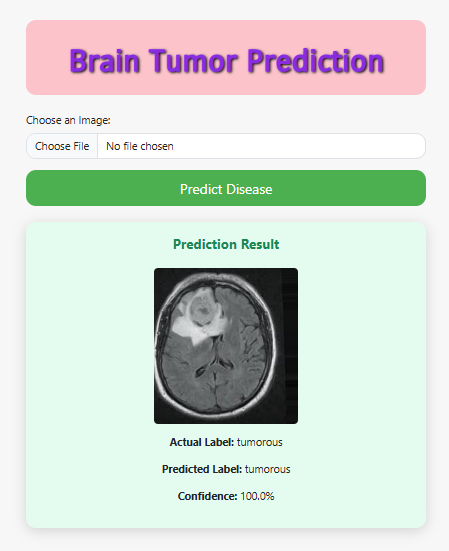 Brain Tumor Prediction
Choose an Image:
Choose File No file chosen
Predict Disease
Prediction Result
Actual Label: tumorous
Predicted Label: tumorous
Confidence: 100.0%